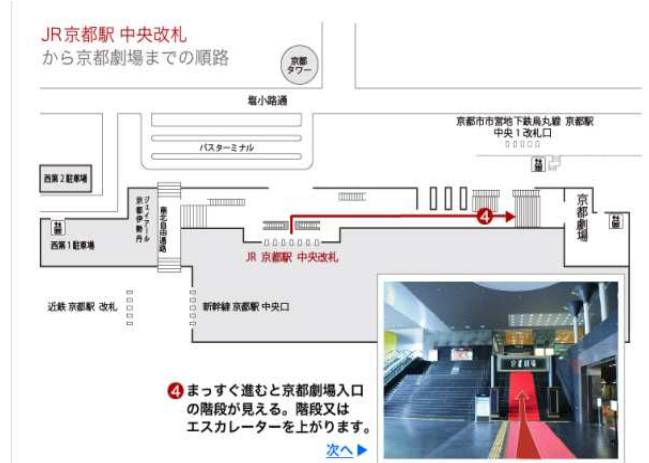 JR京都駅 中央改札
から京都劇場までの順路
京都
タワー
塩小路通
京都市市営地下鉄烏丸線 京都駅
中央1改札口
バスターミナル
西第2駐車場
ジェイアール
京都伊勢丹
南北自由通路
京都劇場
西第1駐車場
4
JR 京都駅 中央改札
近鉄 京都駅 改札
新幹線 京都駅 中央口
京都劇場
4 まっすぐ進むと京都劇場入口
の階段が見える。階段又は
エスカレーターを上がります。
次へ▶